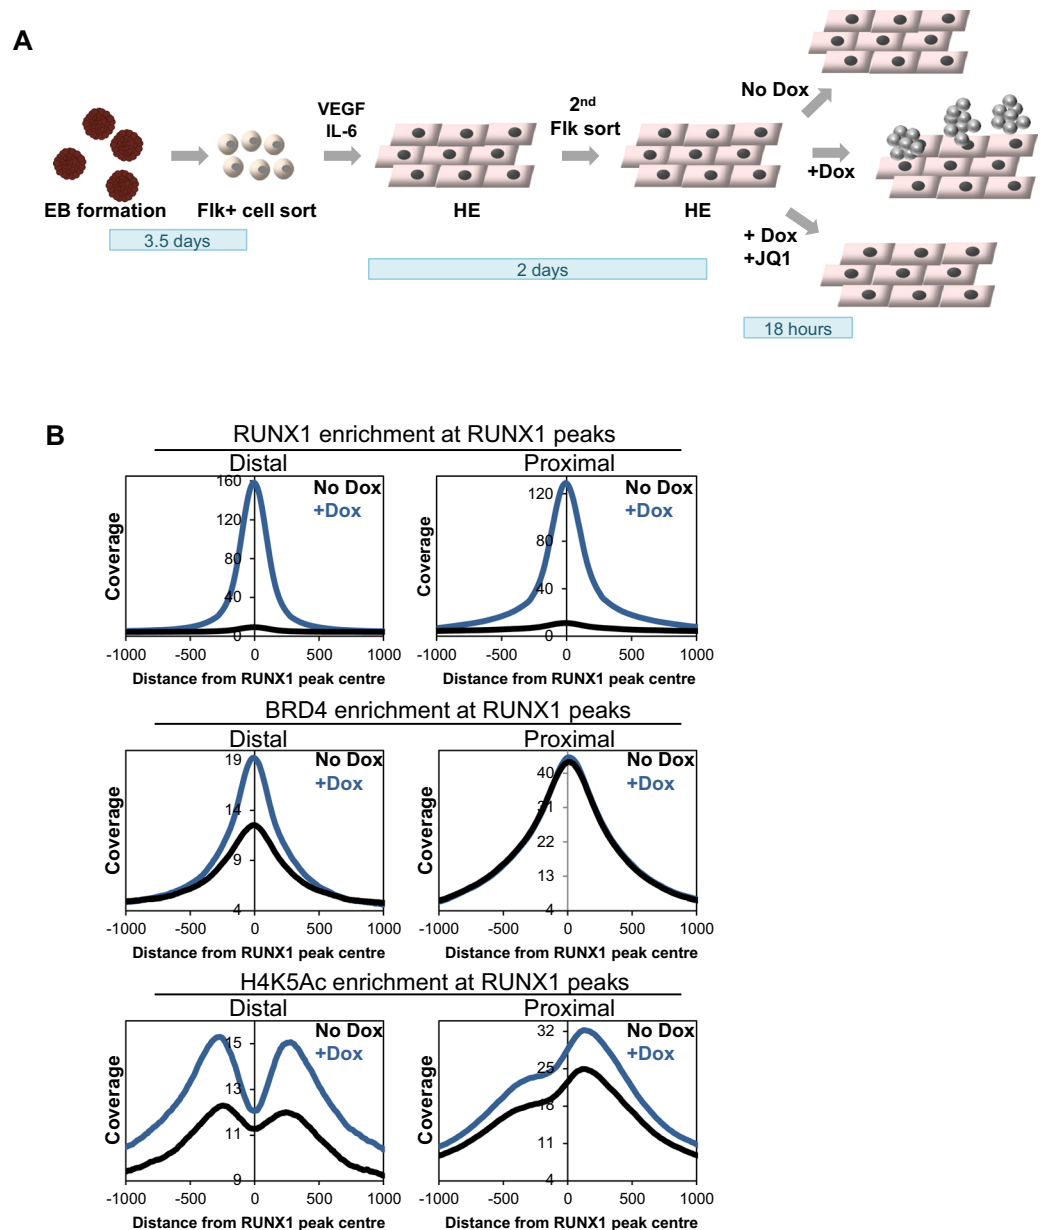 A
No Dox
VEGF
IL-6
2nd
Flk sort
+Dox
EB formation
Flk+ cell sort
HE
HE
+ Dox
+JQ1
3.5 days
2 days
18 hours
B
RUNX1 enrichment at RUNX1 peaks
Distal
Proximal
Coverage
160
120
80
40
0
No Dox
+Dox
-1000 -500 0 500 1000
Distance from RUNX1 peak centre
Coverage
120
80
40
0
No Dox
+Dox
-1000 -500 0 500 1000
Distance from RUNX1 peak centre
BRD4 enrichment at RUNX1 peaks
Distal
Proximal
Coverage
19
14
9
4
No Dox
+Dox
-1000 -500 0 500 1000
Distance from RUNX1 peak centre
Coverage
40
31
22
13
4
No Dox
+Dox
-1000 -500 0 500 1000
Distance from RUNX1 peak centre
H4K5Ac enrichment at RUNX1 peaks
Distal
Proximal
Coverage
15
13
11
9
No Dox
+Dox
-1000 -500 0 500 1000
Distance from RUNX1 peak centre
Coverage
32
25
18
11
4
No Dox
+Dox
-1000 -500 0 500 1000
Distance from RUNX1 peak centre